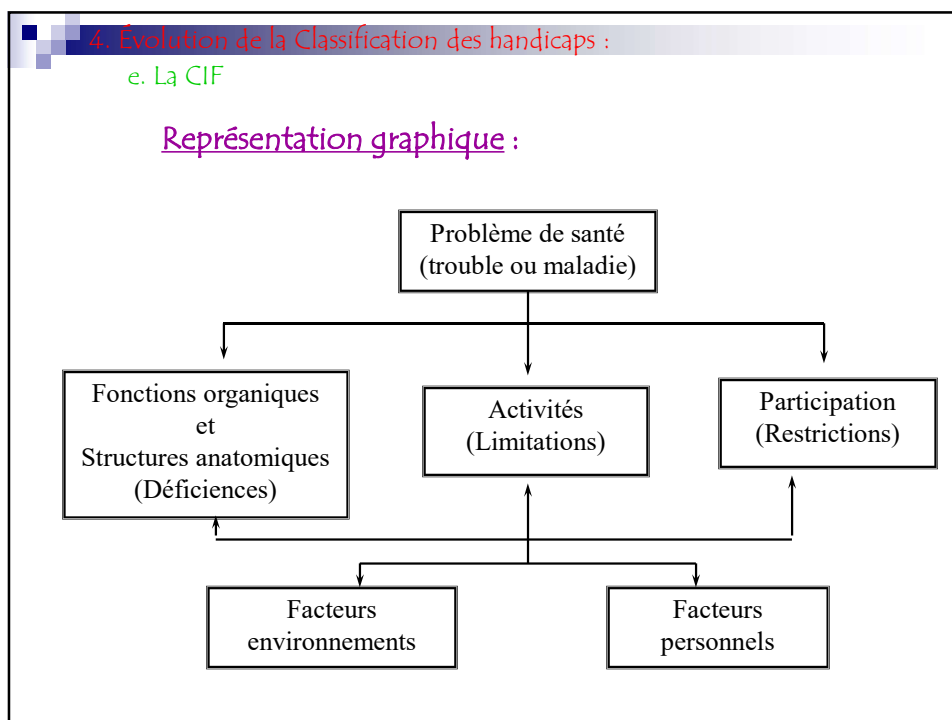 4. Évolution de la Classification des handicaps :
e. La CIF
Représentation graphique :
Problème de santé
(trouble ou maladie)
Fonctions organiques
et
Structures anatomiques
(Déficiences)
Activités
(Limitations)
Participation
(Restrictions)
Facteurs
environnements
Facteurs
personnels